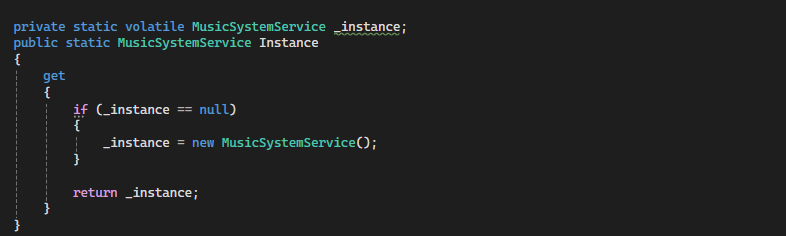 private static volatile MusicSystemService _instance;
public static MusicSystemService Instance
{
get
{
if (_instance == null)
{
_instance = new MusicSystemService();
}
return _instance;
}
}